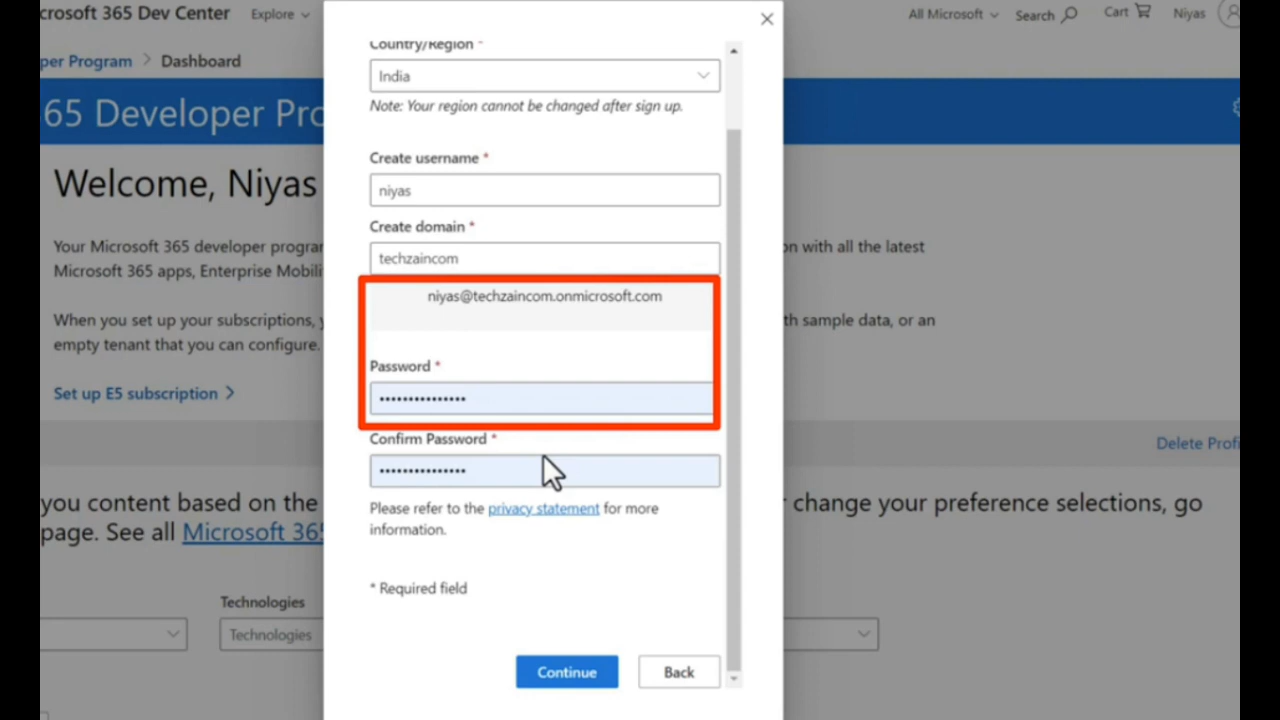 crosoft 365 Dev Center Explore All Microsoft Search Cart Niyas
per Program > Dashboard
65 Developer Pro
Welcome, Niyas
Your Microsoft 365 developer progra on with all the latest
Microsoft 365 apps, Enterprise Mobili
When you set up your subscriptions, y th sample data, or an
empty tenant that you can configure.
Set up E5 subscription >
Delete Profi
you content based on the r change your preference selections, go
page. See all Microsoft 365
Technologies
Technologies
Country/Region *
India
Note: Your region cannot be changed after sign up.
Create username *
niyas
Create domain *
techzaincom
niyas@techzaincom.onmicrosoft.com
Password *
•••••••••••••••
Confirm Password *
•••••••••••••••
Please refer to the privacy statement for more
information.
* Required field
Continue Back